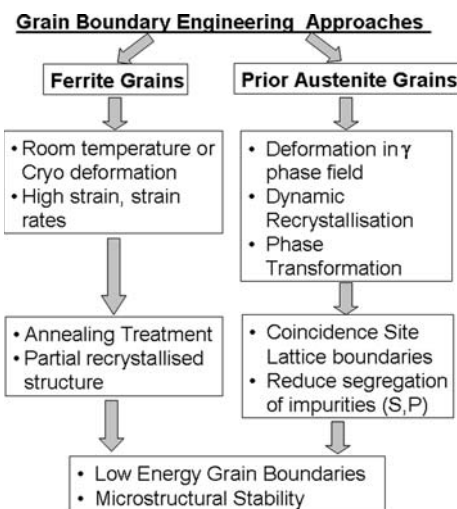 Grain Boundary Engineering Approaches
Ferrite Grains
Prior Austenite Grains
• Room temperature or
Cryo deformation
• High strain, strain
rates
• Deformation in γ
phase field
• Dynamic
Recrystallisation
• Phase
Transformation
• Annealing Treatment
• Partial recrystallised
structure
• Coincidence Site
Lattice boundaries
• Reduce segregation
of impurities (S,P)
• Low Energy Grain Boundaries
• Microstructural Stability